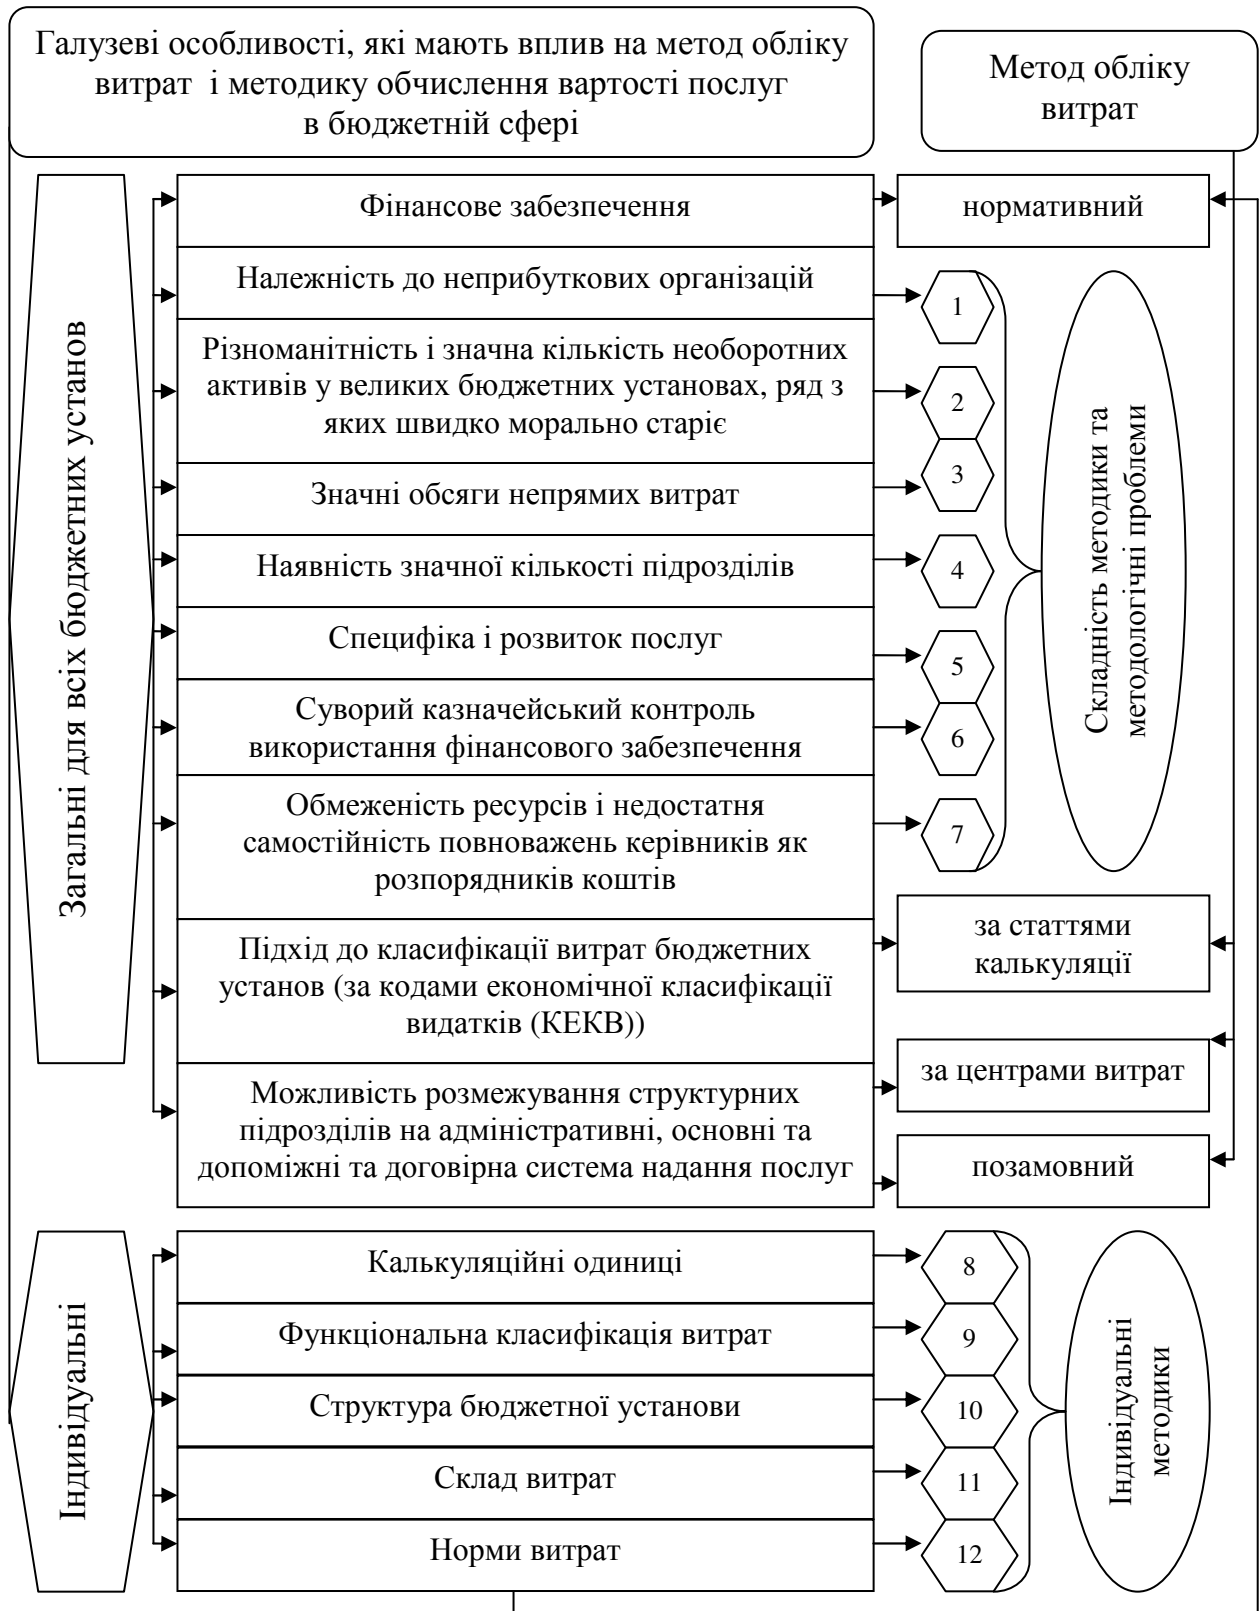 Галузеві особливості, які мають вплив на метод обліку
витрат і методику обчислення вартості послуг
в бюджетній сфері
Метод обліку
витрат
Загальні для всіх бюджетних установ
Фінансове забезпечення
нормативний
Належність до неприбуткових організацій
1
Різноманітність і значна кількість необоротних
активів у великих бюджетних установах, ряд з
яких швидко морально старіє
2
Значні обсяги непрямих витрат
3
Наявність значної кількості підрозділів
4
Специфіка і розвиток послуг
5
Суворий казначейський контроль
використання фінансового забезпечення
6
Обмеженість ресурсів і недостатня
самостійність повноважень керівників як
розпорядників коштів
7
Складність методики та
методологічні проблеми
Підхід до класифікації витрат бюджетних
установ (за кодами економічної класифікації
видатків (КЕКВ))
за статтями
калькуляції
Можливість розмежування структурних
підрозділів на адміністративні, основні та
допоміжні та договірна система надання послуг
за центрами витрат
позамовний
Індивідуальні
Калькуляційні одиниці
8
Функціональна класифікація витрат
9
Структура бюджетної установи
10
Склад витрат
11
Норми витрат
12
Індивідуальні
методики